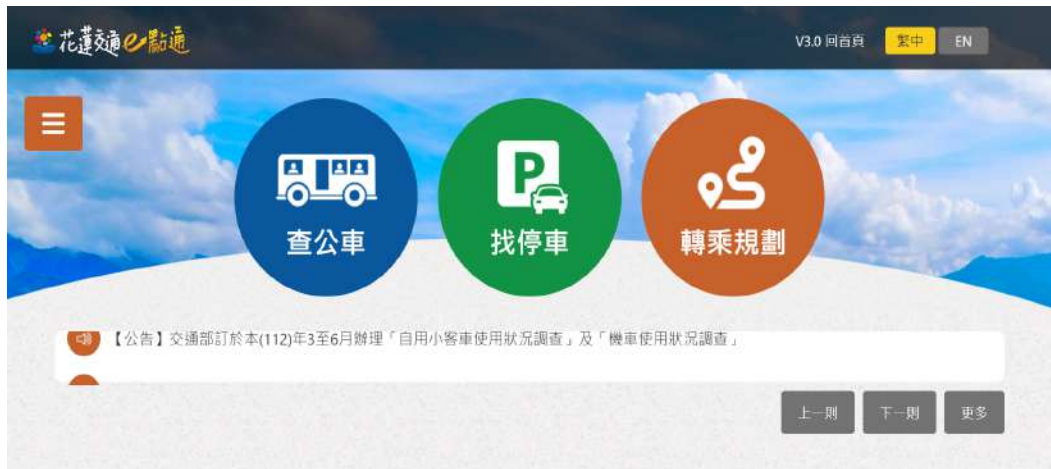 花蓮交通e點通
V3.0 回首頁 繁中 EN
查公車 找停車 轉乘規劃
【公告】交通部訂於本(112)年3至6月辦理「自用小客車使用狀況調查」及「機車使用狀況調查」
上一則 下一則 更多